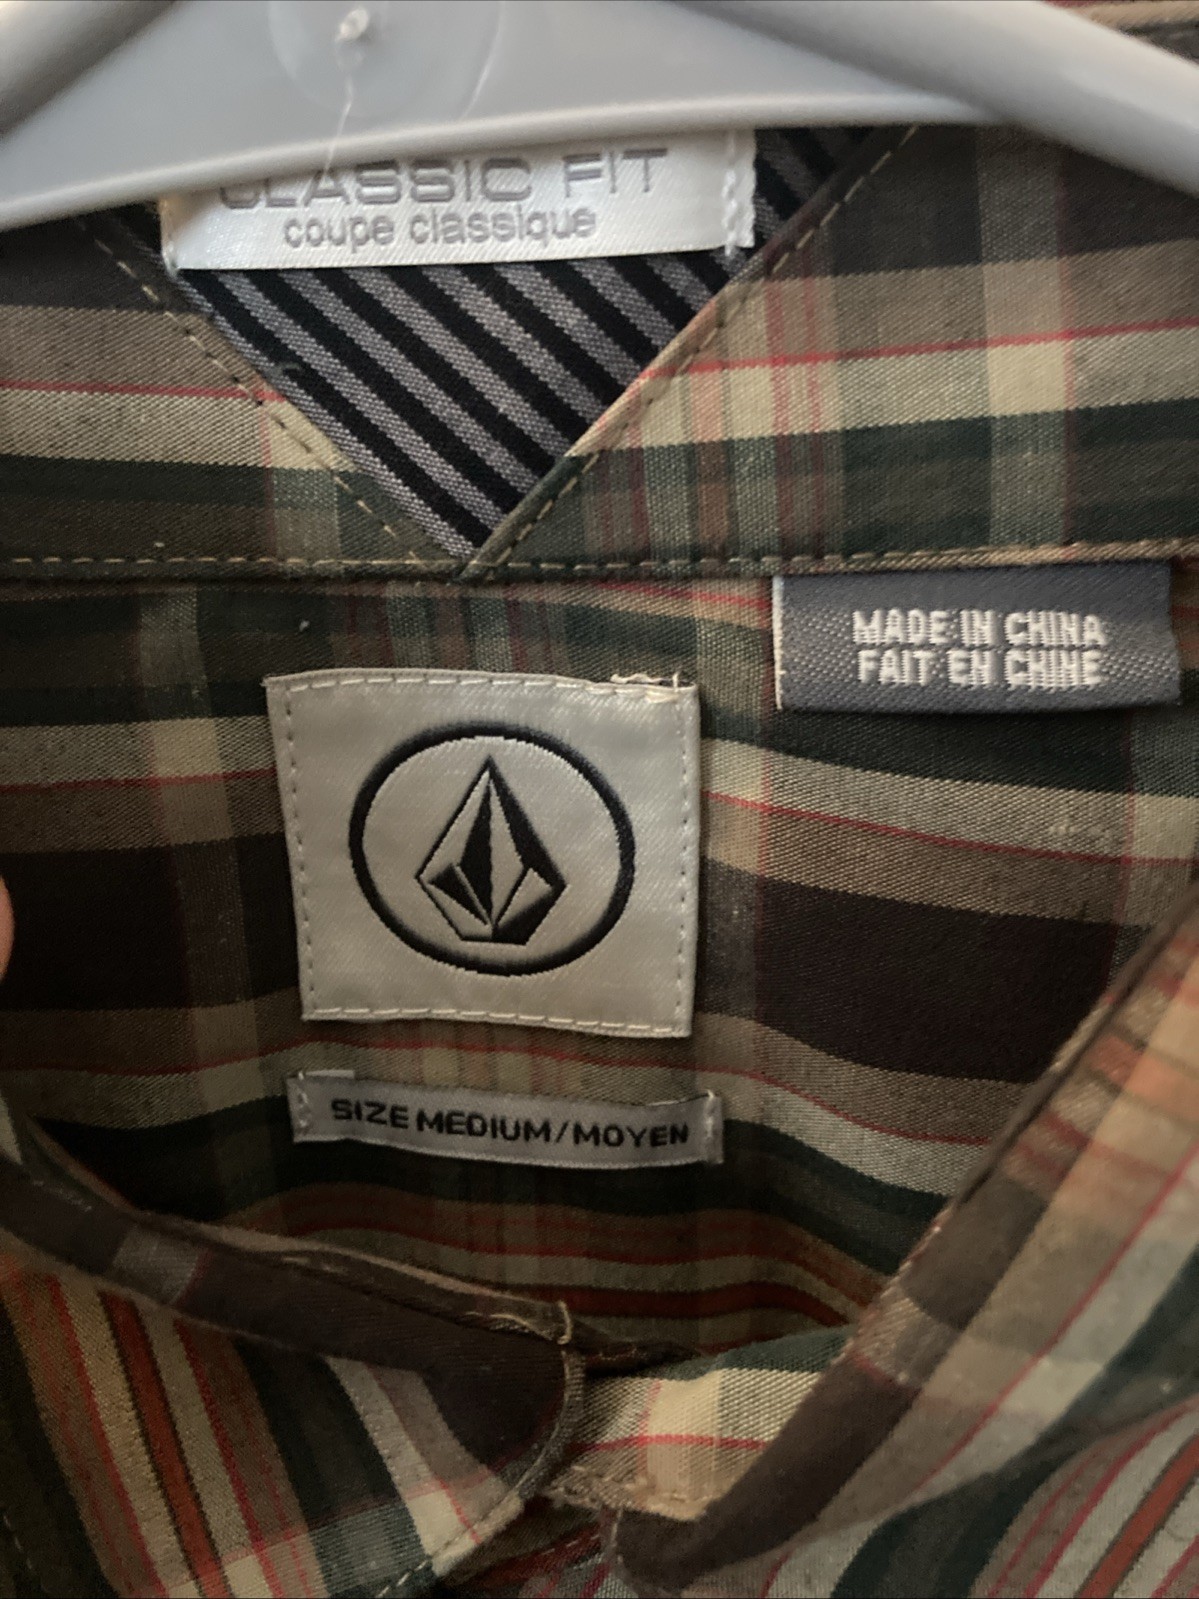 CLASSIC FIT
coupe classique
MADE IN CHINA
FAIT EN CHINE
SIZE MEDIUM/MOYEN